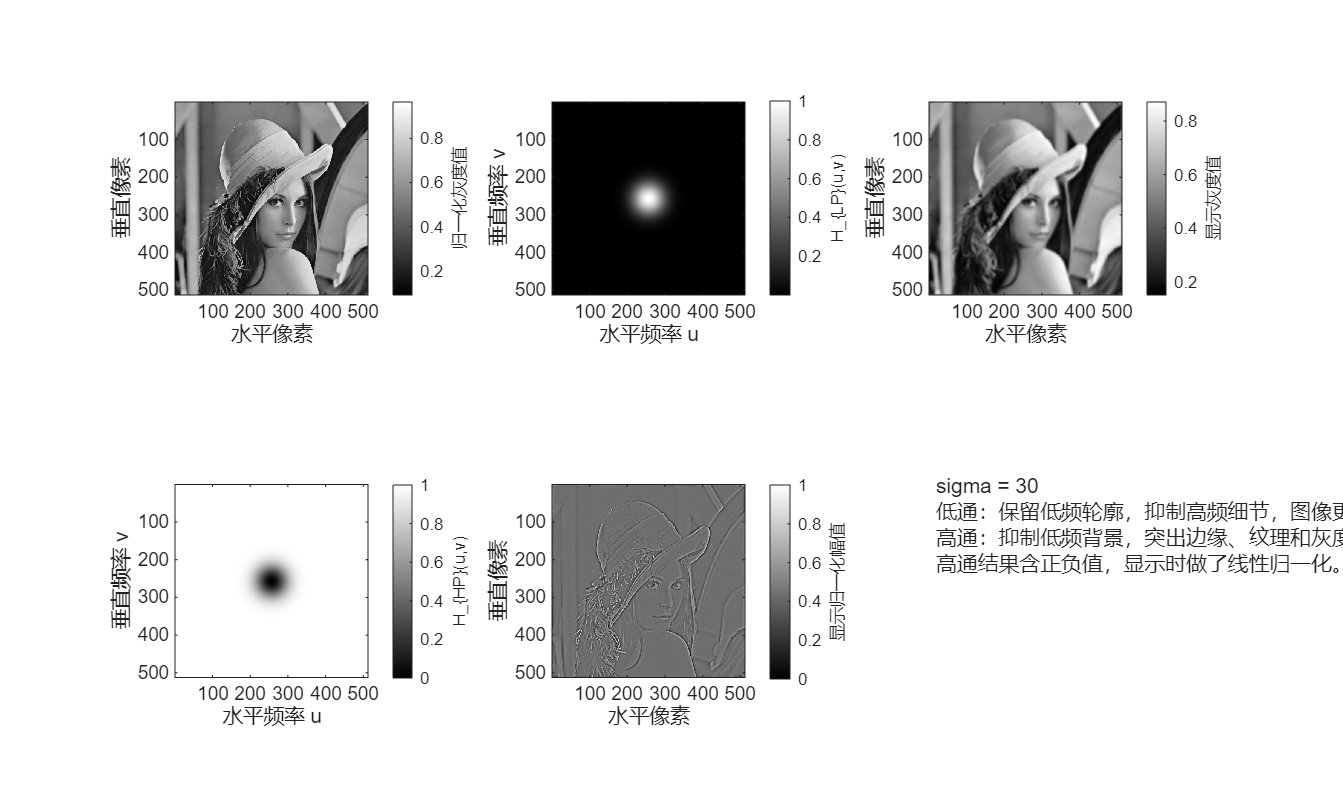 100
200
300
400
500
垂直像素
100 200 300 400 500
水平像素
0.8
0.6
0.4
0.2
归一化灰度值
100
200
300
400
500
垂直频率 v
100 200 300 400 500
水平频率 u
1
0.8
0.6
0.4
0.2
H_{LP}(u,v)
100
200
300
400
500
垂直像素
100 200 300 400 500
水平像素
0.8
0.6
0.4
0.2
显示灰度值
100
200
300
400
500
垂直频率 v
100 200 300 400 500
水平频率 u
1
0.8
0.6
0.4
0.2
0
H_{HP}(u,v)
100
200
300
400
500
垂直像素
100 200 300 400 500
水平像素
1
0.8
0.6
0.4
0.2
0
显示归一化幅值
sigma = 30
低通：保留低频轮廓，抑制高频细节，图像更
高通：抑制低频背景，突出边缘、纹理和灰度
高通结果含正负值，显示时做了线性归一化。